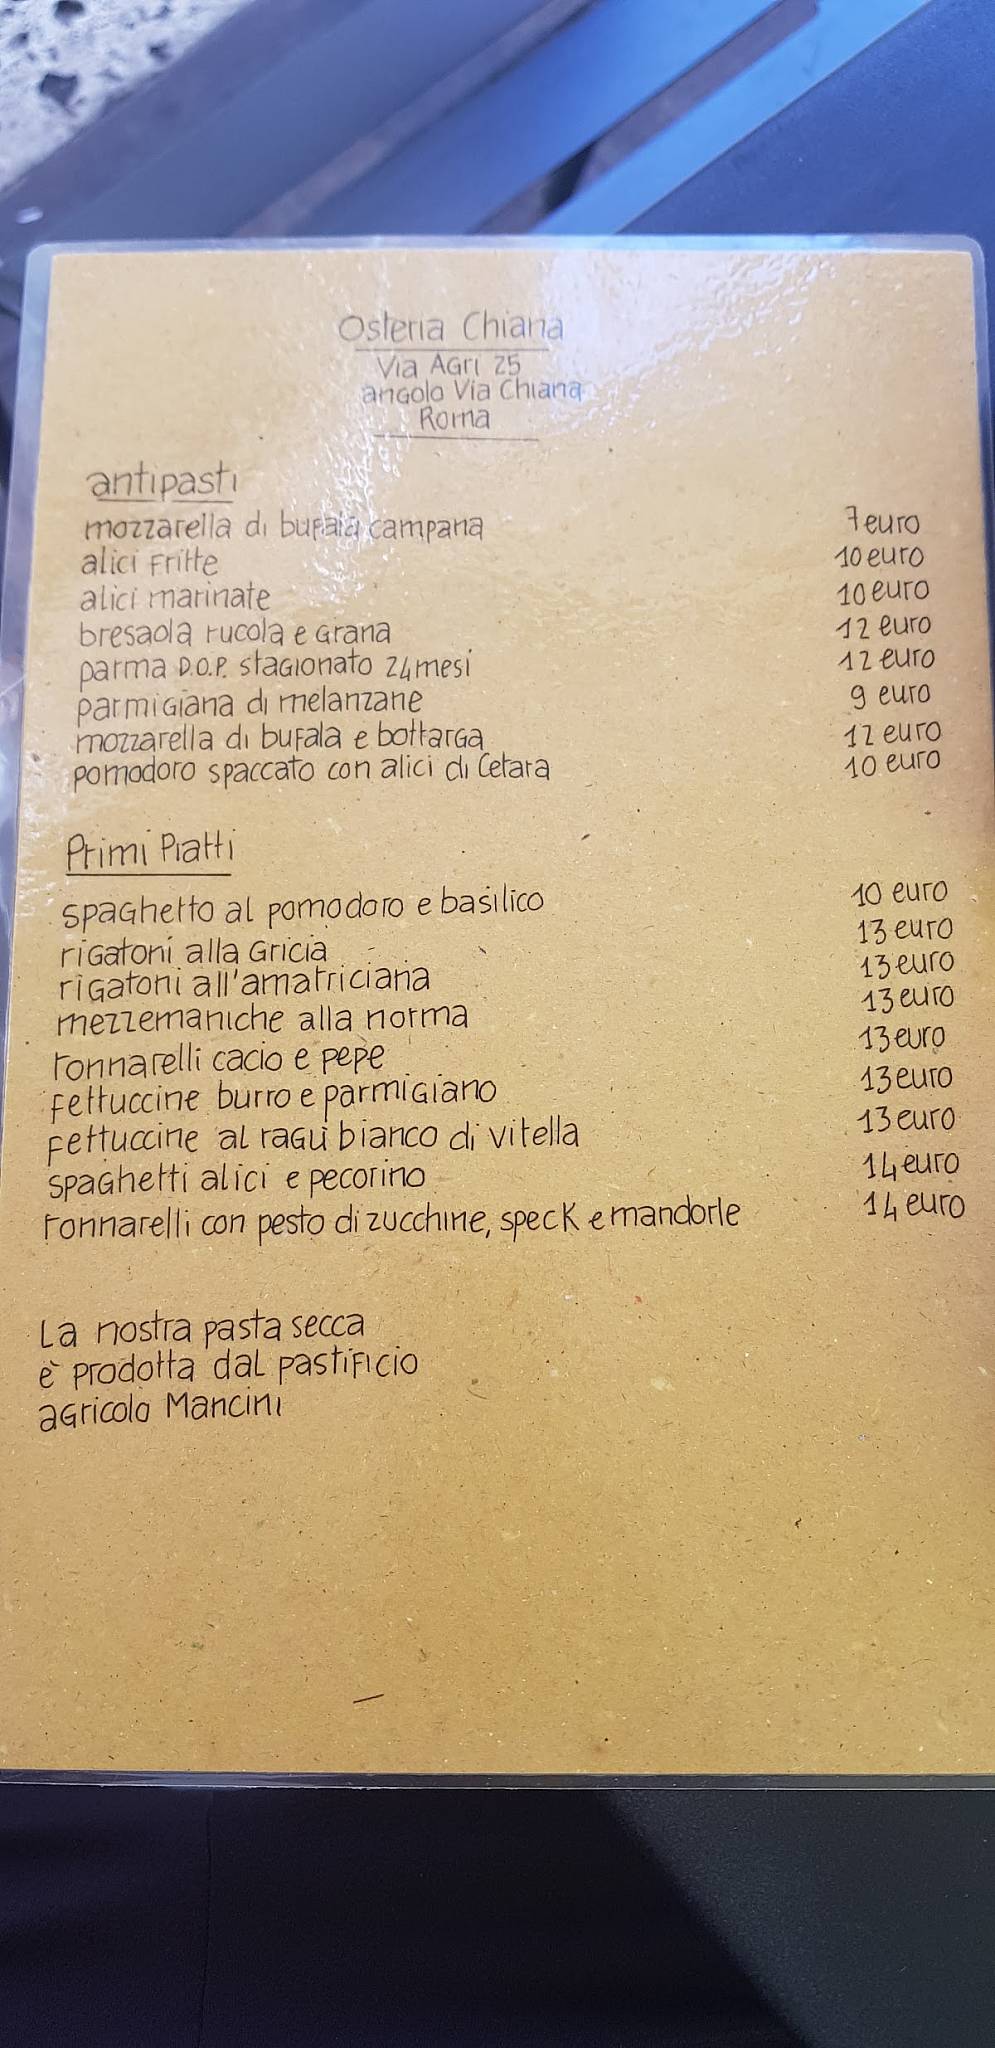 Osteria Chiana
Via Agri 25
angolo Via Chiana
Roma
antipasti
mozzarella di bufala campana 7 euro
alici fritte 10 euro
alici marinate 10 euro
bresaola rucola e Grana 12 euro
parma D.O.P. stagionato 24 mesi 12 euro
parmigiana di melanzane 9 euro
mozzarella di bufala e bottarga 12 euro
pomodoro spaccato con alici di Cetara 10 euro
Primi Piatti
spaghetto al pomodoro e basilico 10 euro
rigatoni alla Gricia 13 euro
rigatoni all'amatriciana 13 euro
mezzemaniche alla norma 13 euro
tonnarelli cacio e pepe 13 euro
fettuccine burro e parmigiano 13 euro
fettuccine al ragù bianco di vitella 13 euro
spaghetti alici e pecorino 14 euro
tonnarelli con pesto di zucchine, speck e mandorle 14 euro
La nostra pasta secca
è prodotta dal pastificio
agricolo Mancini